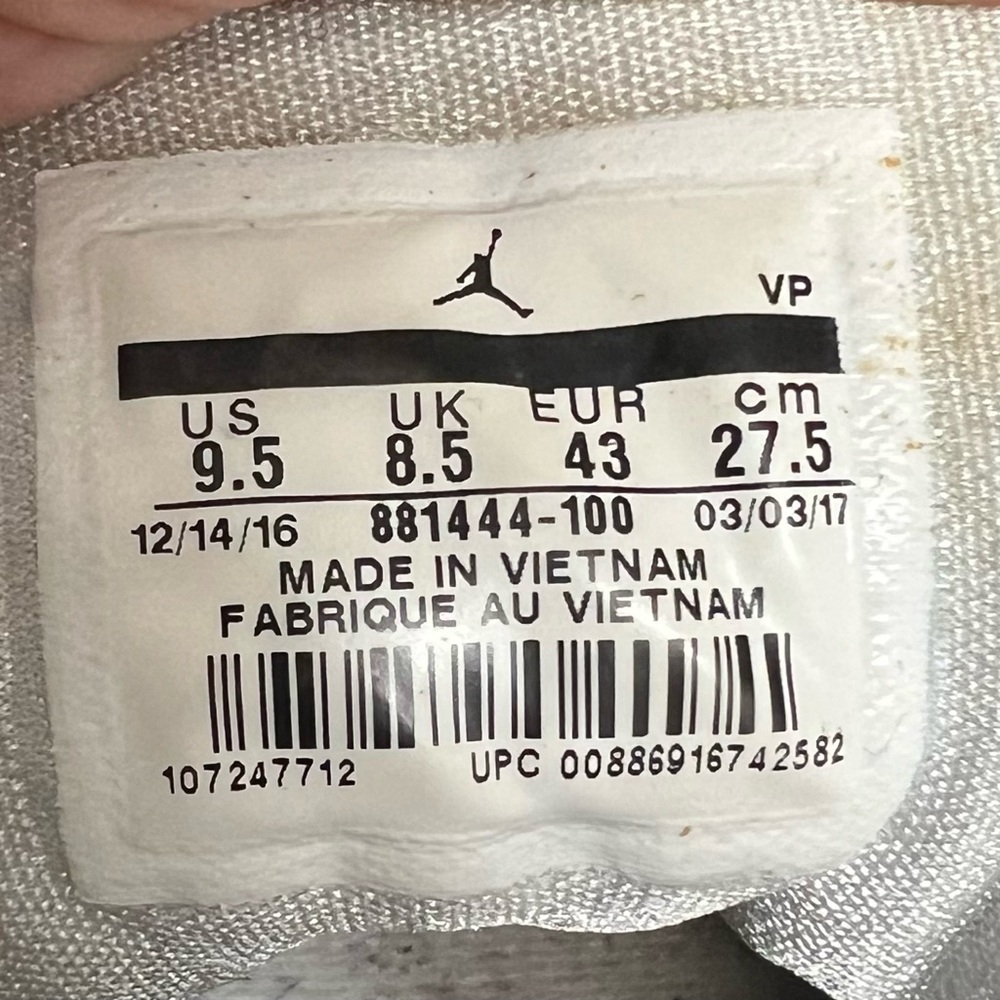 VP
US UK EUR cm
9.5 8.5 43 27.5
12/14/16 881444-100 03/03/17
MADE IN VIETNAM
FABRIQUE AU VIETNAM
107247712 UPC 00886916742582